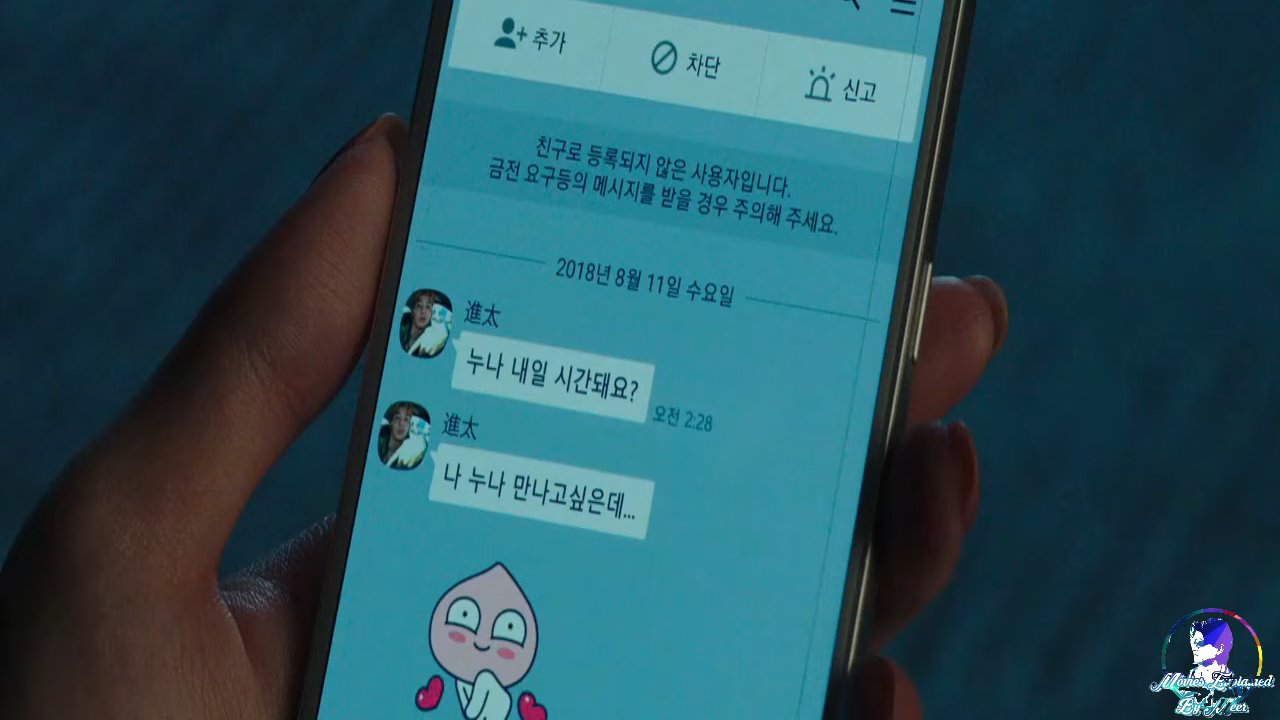 추가
차단
신고
친구로 등록되지 않은 사용자입니다.
금전 요구등의 메시지를 받을 경우 주의해 주세요.
2018년 8월 11일 수요일
進太
누나 내일 시간돼요?
오전 2:28
進太
나 누나 만나고싶은데...
By Meer